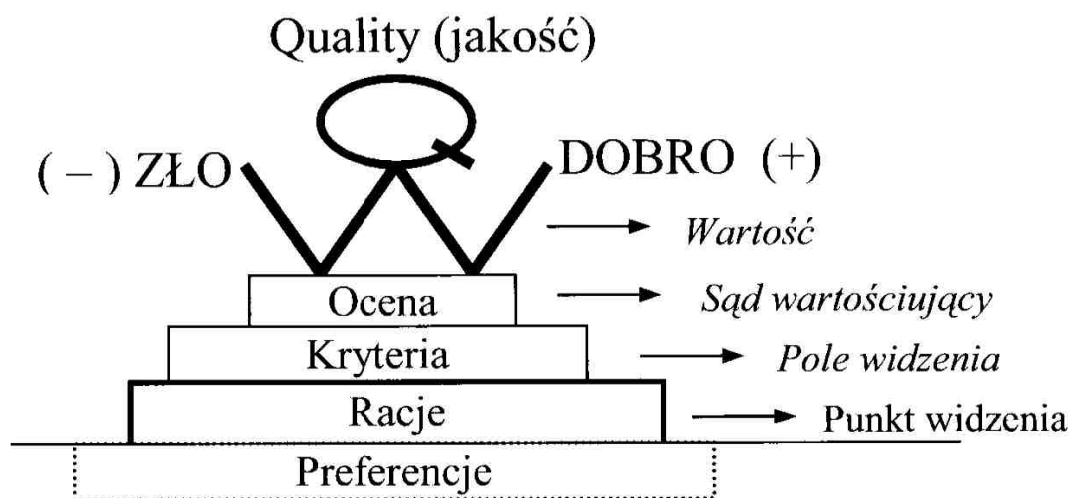 Quality (jakość)
( – ) ZŁO
DOBRO (+)
Wartość
Ocena
Sąd wartościujący
Kryteria
Pole widzenia
Racje
Punkt widzenia
Preferencje